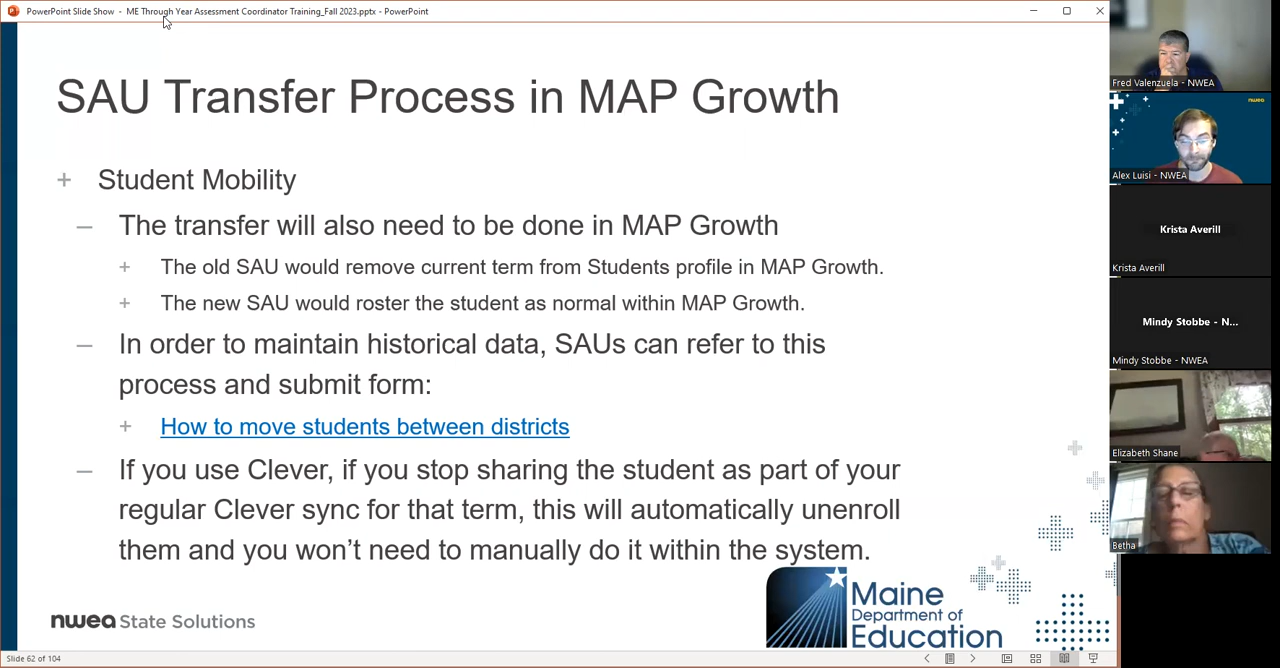 PowerPoint Slide Show - ME Through Year Assessment Coordinator Training_Fall 2023.pptx - PowerPoint
SAU Transfer Process in MAP Growth
+ Student Mobility
– The transfer will also need to be done in MAP Growth
+ The old SAU would remove current term from Students profile in MAP Growth.
+ The new SAU would roster the student as normal within MAP Growth.
– In order to maintain historical data, SAUs can refer to this
process and submit form:
+ How to move students between districts
– If you use Clever, if you stop sharing the student as part of your
regular Clever sync for that term, this will automatically unenroll
them and you won’t need to manually do it within the system.
nwea State Solutions
Maine
Department of
Education
Slide 62 of 104
Fred Valenzuela - NWEA
nwea
Alex Luisi - NWEA
Krista Averill
Krista Averill
Mindy Stobbe - N...
Mindy Stobbe - NWEA
Elizabeth Shane
Betha